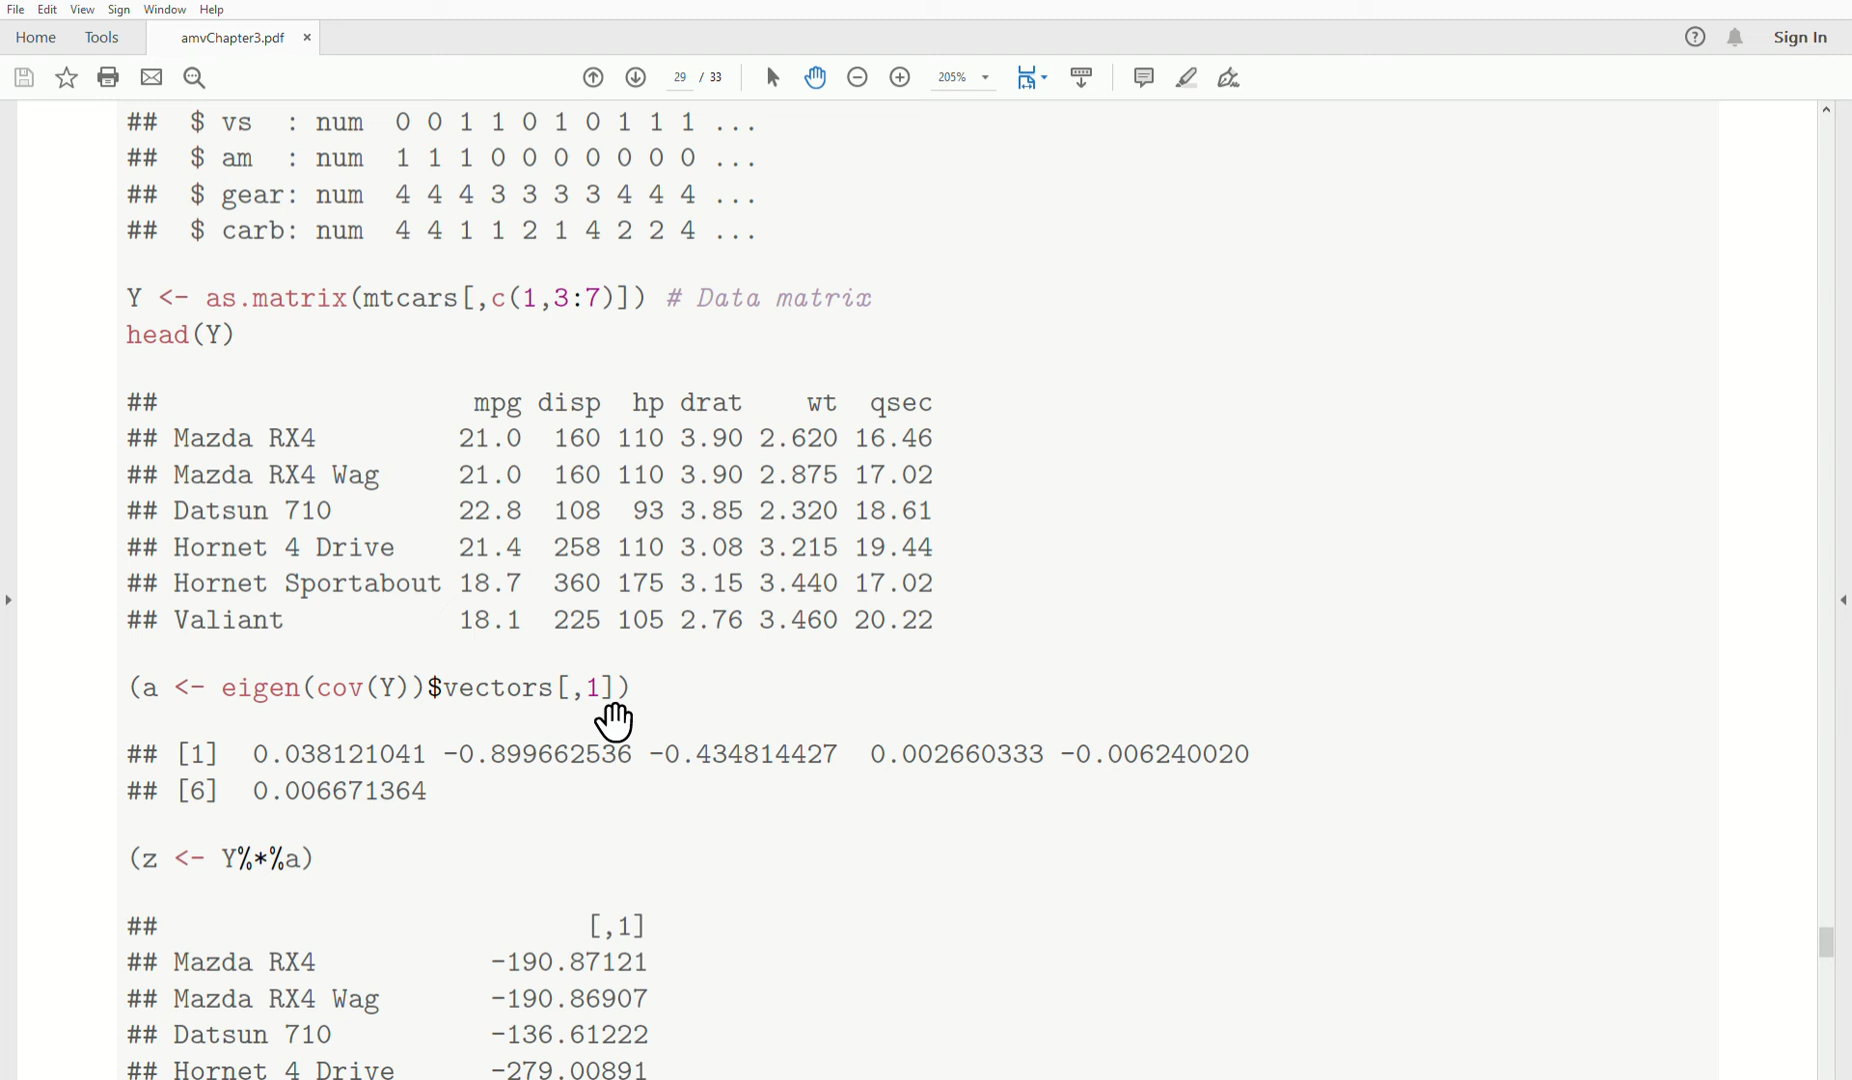 File Edit View Sign Window Help
Home Tools amvChapter3.pdf × ? Sign In
29 / 33 205%
## $ vs : num 0 0 1 1 0 1 0 1 1 1 ...
## $ am : num 1 1 1 0 0 0 0 0 0 0 ...
## $ gear: num 4 4 4 3 3 3 3 4 4 4 ...
## $ carb: num 4 4 1 1 2 1 4 2 2 4 ...
Y <- as.matrix(mtcars[,c(1,3:7)]) # Data matrix
head(Y)
## mpg disp hp drat wt qsec
## Mazda RX4 21.0 160 110 3.90 2.620 16.46
## Mazda RX4 Wag 21.0 160 110 3.90 2.875 17.02
## Datsun 710 22.8 108 93 3.85 2.320 18.61
## Hornet 4 Drive 21.4 258 110 3.08 3.215 19.44
## Hornet Sportabout 18.7 360 175 3.15 3.440 17.02
## Valiant 18.1 225 105 2.76 3.460 20.22
(a <- eigen(cov(Y))$vectors[,1])
## [1] 0.038121041 -0.899662536 -0.434814427 0.002660333 -0.006240020
## [6] 0.006671364
(z <- Y%*%a)
## [,1]
## Mazda RX4 -190.87121
## Mazda RX4 Wag -190.86907
## Datsun 710 -136.61222
## Hornet 4 Drive -279.00891